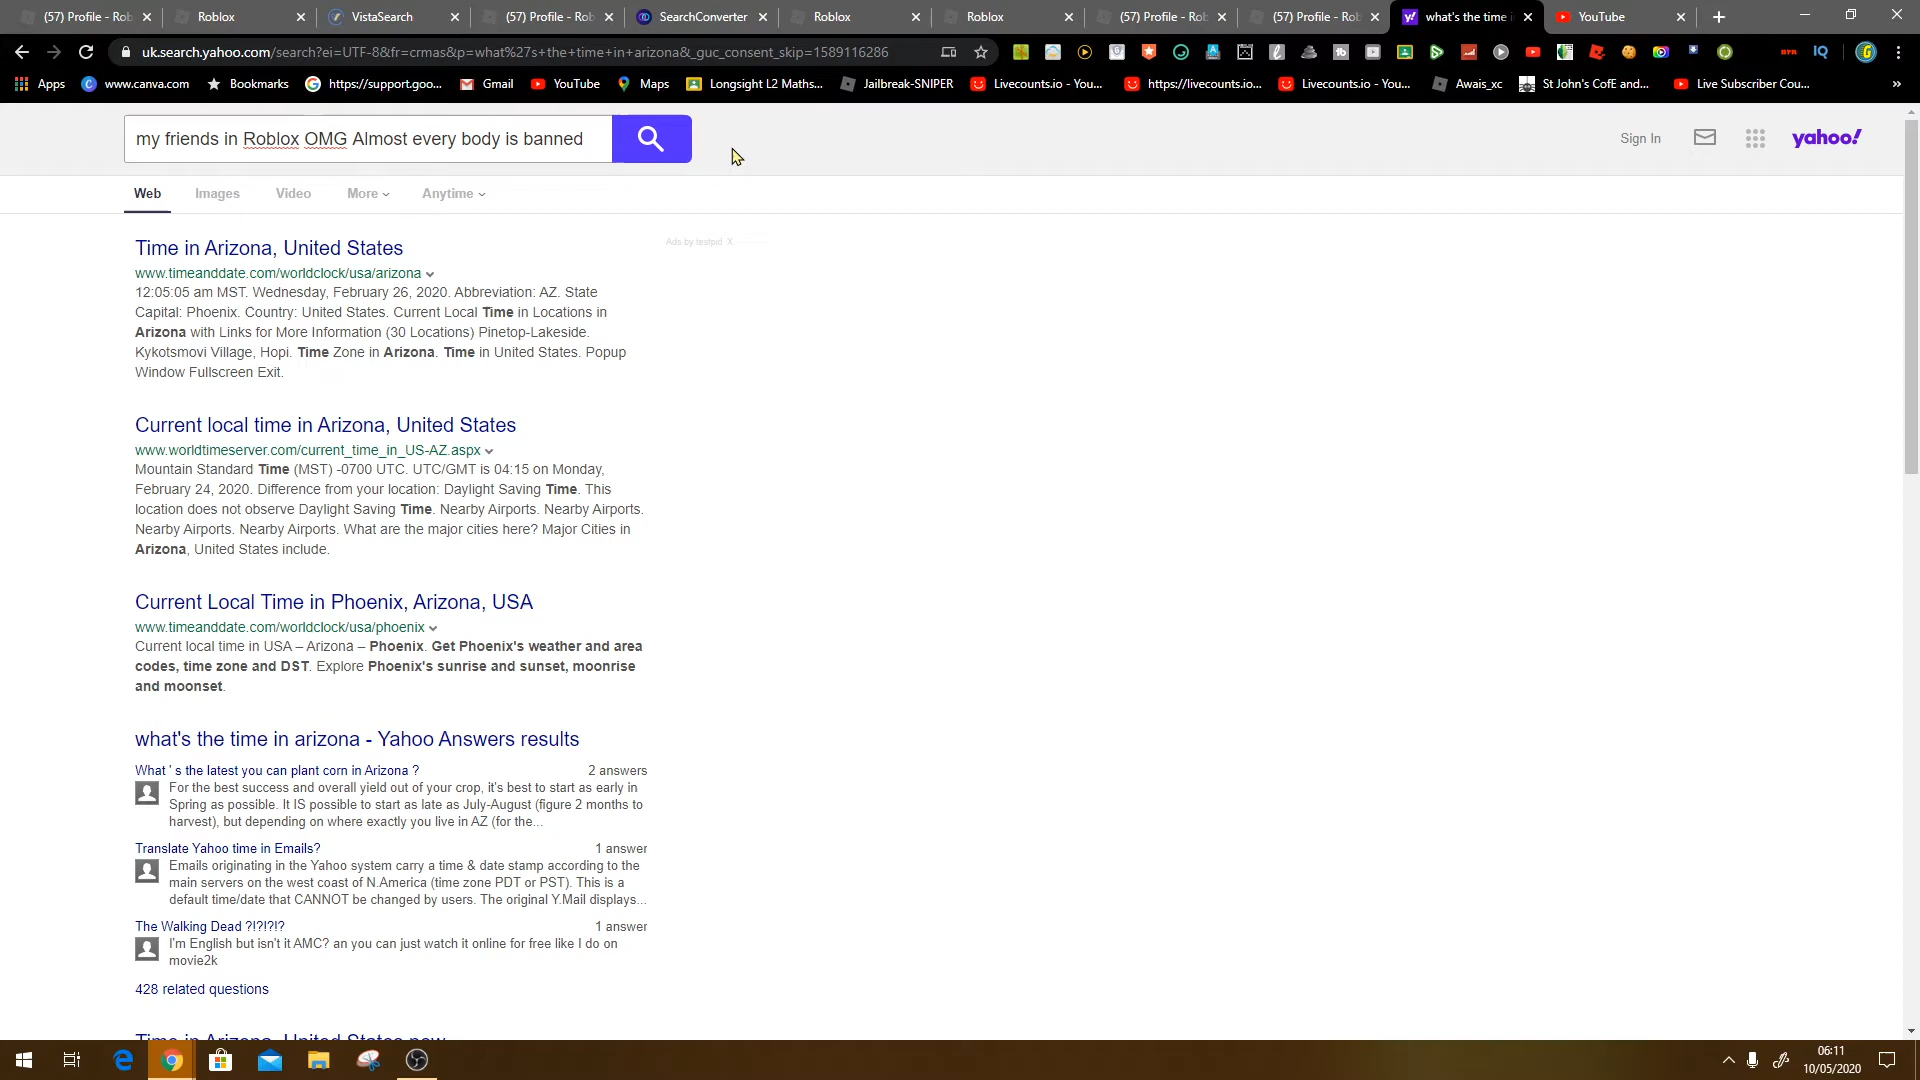 (57) Profile - Rob
Roblox
VistaSearch
(57) Profile - Rob
SearchConverter
Roblox
Roblox
(57) Profile - Rob
(57) Profile - Rob
what's the time i
YouTube
uk.search.yahoo.com/search?ei=UTF-8&fr=crmas&p=what%27s+the+time+in+arizona&_guc_consent_skip=1589116286
Apps
www.canva.com
Bookmarks
https://support.goo...
Gmail
YouTube
Maps
Longsight L2 Maths...
Jailbreak-SNIPER
Livecounts.io - You...
https://livecounts.io...
Livecounts.io - You...
Awais_xc
St John's CofE and...
Live Subscriber Cou...
my friends in Roblox OMG Almost every body is banned
Sign In
yahoo!
Web
Images
Video
More
Anytime
Time in Arizona, United States
www.timeanddate.com/worldclock/usa/arizona
12:05:05 am MST. Wednesday, February 26, 2020. Abbreviation: AZ. State
Capital: Phoenix. Country: United States. Current Local Time in Locations in
Arizona with Links for More Information (30 Locations) Pinetop-Lakeside.
Kykotsmovi Village, Hopi. Time Zone in Arizona. Time in United States. Popup
Window Fullscreen Exit.
Ads by testpid X
Current local time in Arizona, United States
www.worldtimeserver.com/current_time_in_US-AZ.aspx
Mountain Standard Time (MST) -0700 UTC. UTC/GMT is 04:15 on Monday,
February 24, 2020. Difference from your location: Daylight Saving Time. This
location does not observe Daylight Saving Time. Nearby Airports. Nearby Airports.
Nearby Airports. Nearby Airports. What are the major cities here? Major Cities in
Arizona, United States include.
Current Local Time in Phoenix, Arizona, USA
www.timeanddate.com/worldclock/usa/phoenix
Current local time in USA – Arizona – Phoenix. Get Phoenix's weather and area
codes, time zone and DST. Explore Phoenix's sunrise and sunset, moonrise
and moonset.
what's the time in arizona - Yahoo Answers results
What ' s the latest you can plant corn in Arizona ?
2 answers
For the best success and overall yield out of your crop, it's best to start as early in
Spring as possible. It IS possible to start as late as July-August (figure 2 months to
harvest), but depending on where exactly you live in AZ (for the...
Translate Yahoo time in Emails?
1 answer
Emails originating in the Yahoo system carry a time & date stamp according to the
main servers on the west coast of N.America (time zone PDT or PST). This is a
default time/date that CANNOT be changed by users. The original Y.Mail displays...
The Walking Dead ?!?!?!?
1 answer
I'm English but isn't it AMC? an you can just watch it online for free like I do on
movie2k
428 related questions
Time in Arizona, United States now
06:11
10/05/2020